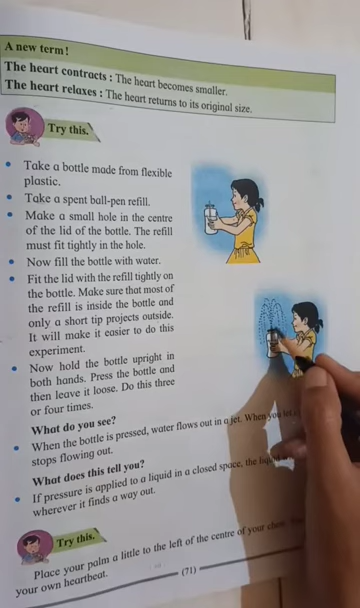 A new term!
The heart contracts : The heart becomes smaller.
The heart relaxes : The heart returns to its original size.
Try this.
• Take a bottle made from flexible
plastic.
• Take a spent ball-pen refill.
• Make a small hole in the centre
of the lid of the bottle. The refill
must fit tightly in the hole.
• Now fill the bottle with water.
• Fit the lid with the refill tightly on
the bottle. Make sure that most of
the refill is inside the bottle and
only a short tip projects outside.
It will make it easier to do this
experiment.
• Now hold the bottle upright in
both hands. Press the bottle and
then leave it loose. Do this three
or four times.
What do you see?
• When the bottle is pressed, water flows out in a jet. When you
stops flowing out.
What does this tell you?
• If pressure is applied to a liquid in a closed space, the liquid
wherever it finds a way out.
Try this.
Place your palm a little to the left of the centre of your
your own heartbeat.
(71)